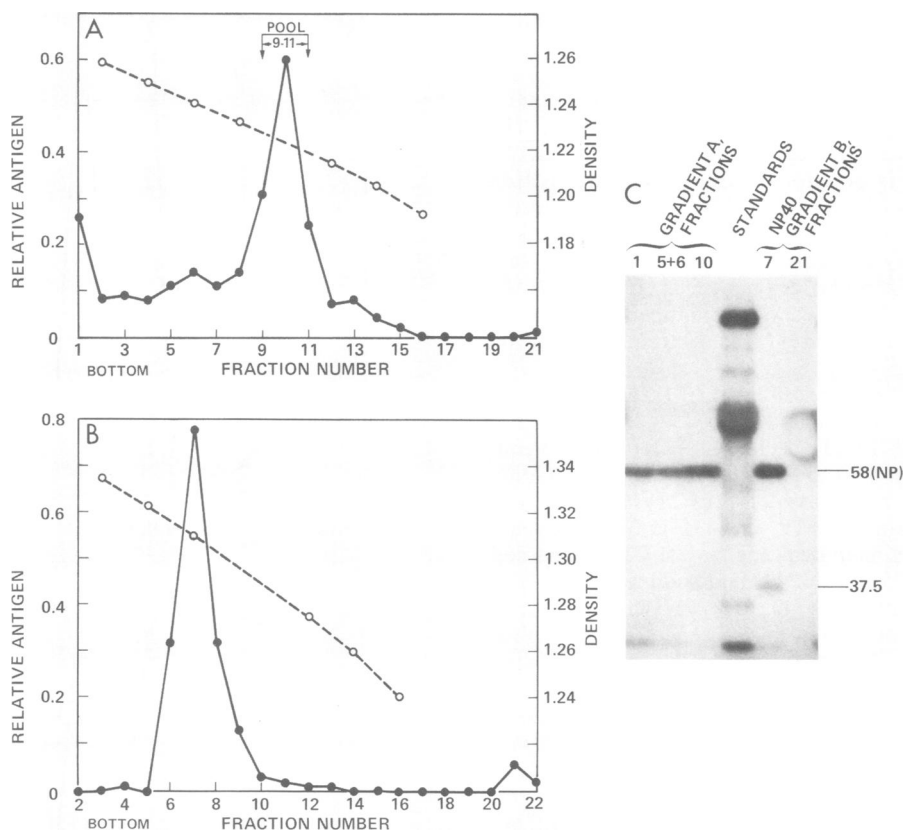 A
POOL
9-11
RELATIVE ANTIGEN
0.6
0.4
0.2
0
1.26
1.24
1.22
1.20
1.18
DENSITY
1 3 5 7 9 11 13 15 17 19 21
BOTTOM FRACTION NUMBER
B
RELATIVE ANTIGEN
0.8
0.6
0.4
0.2
0
1.34
1.32
1.30
1.28
1.26
1.24
DENSITY
2 4 6 8 10 12 14 16 18 20 22
BOTTOM FRACTION NUMBER
C
GRADIENT A,
FRACTIONS
STANDARDS
NP40
GRADIENT B,
FRACTIONS
1 5+6 10 7 21
58(NP)
37.5